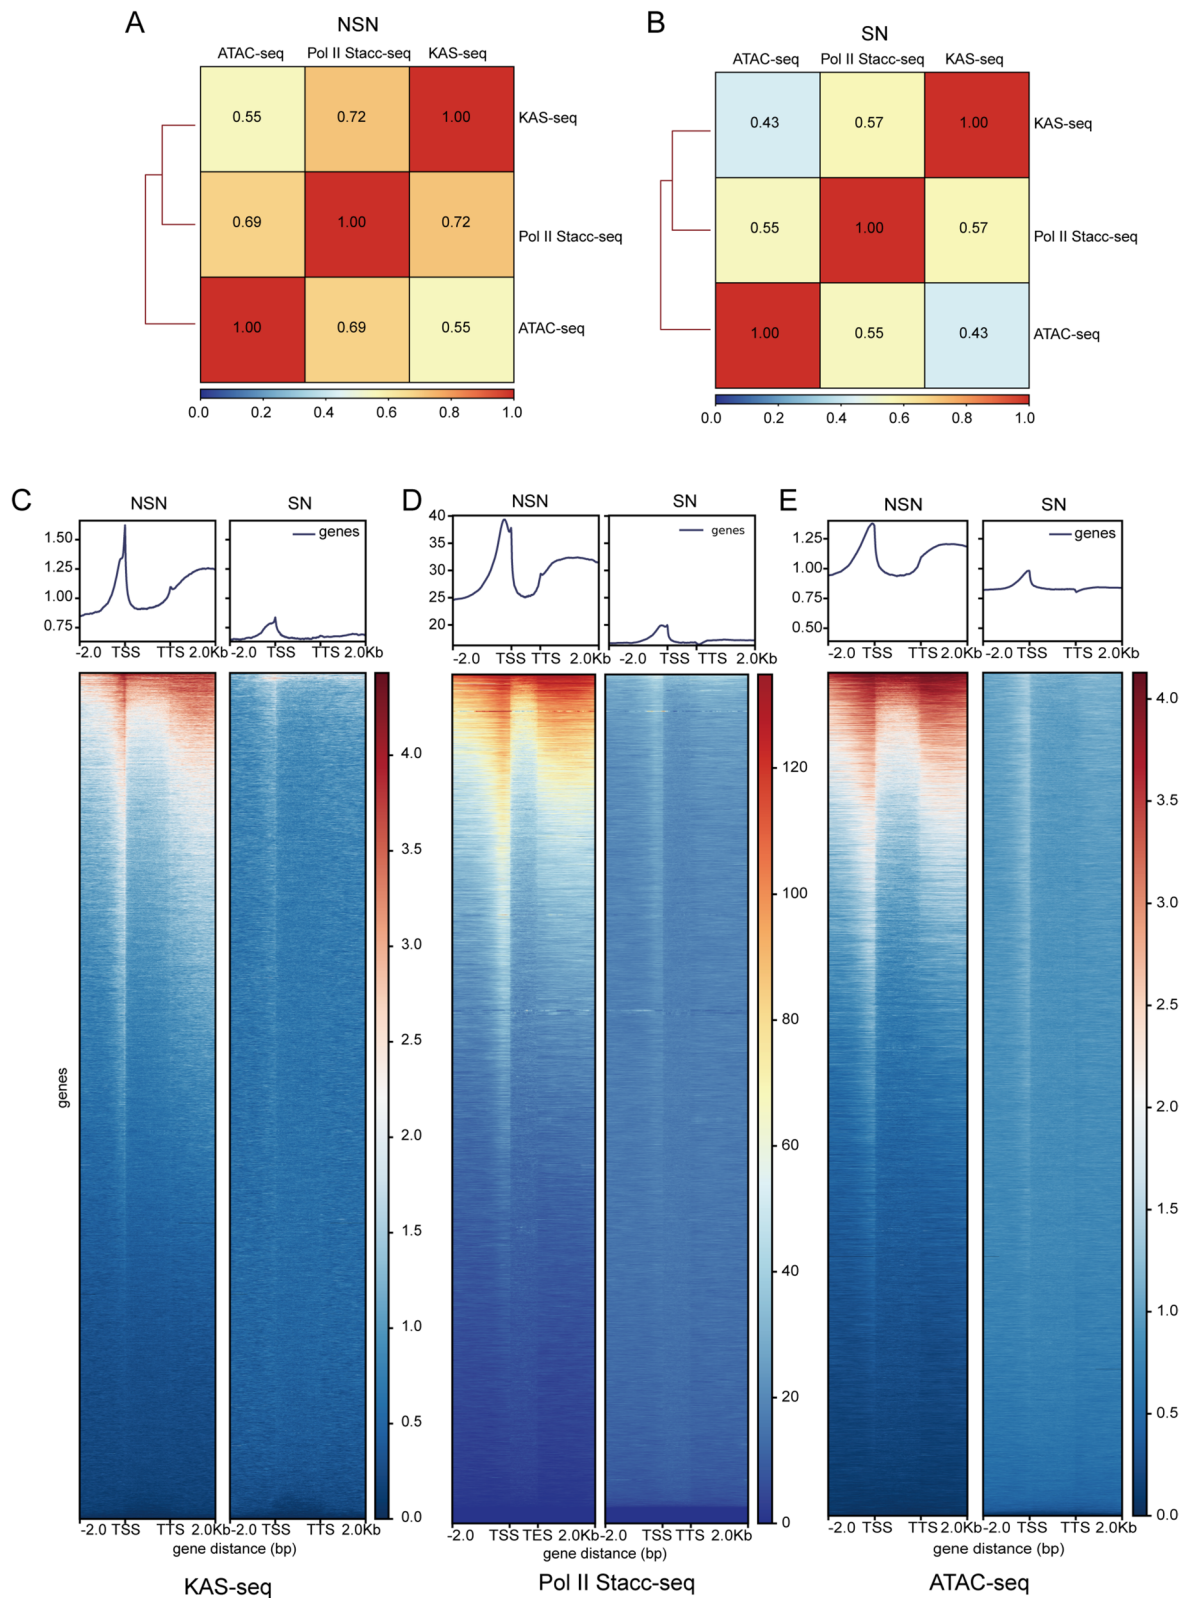 A
NSN
ATAC-seq Pol II Stacc-seq KAS-seq
0.55 0.72 1.00 KAS-seq
0.69 1.00 0.72 Pol II Stacc-seq
1.00 0.69 0.55 ATAC-seq
0.0 0.2 0.4 0.6 0.8 1.0
B
SN
ATAC-seq Pol II Stacc-seq KAS-seq
0.43 0.57 1.00 KAS-seq
0.55 1.00 0.57 Pol II Stacc-seq
1.00 0.55 0.43 ATAC-seq
0.0 0.2 0.4 0.6 0.8 1.0
C
NSN SN
genes
1.50
1.25
1.00
0.75
-2.0 TSS TTS 2.0Kb
-2.0 TSS TTS 2.0Kb
genes
4.0
3.5
3.0
2.5
2.0
1.5
1.0
0.5
0.0
-2.0 TSS TTS 2.0Kb
-2.0 TSS TTS 2.0Kb
gene distance (bp)
KAS-seq
D
NSN SN
genes
40
35
30
25
20
-2.0 TSS TTS 2.0Kb
-2.0 TSS TTS 2.0Kb
120
100
80
60
40
20
0
-2.0 TSS TES 2.0Kb
-2.0 TSS TTS 2.0Kb
gene distance (bp)
Pol II Stacc-seq
E
NSN SN
genes
1.25
1.00
0.75
0.50
-2.0 TSS TTS 2.0Kb
-2.0 TSS TTS 2.0Kb
4.0
3.5
3.0
2.5
2.0
1.5
1.0
0.5
0.0
-2.0 TSS TTS 2.0Kb
-2.0 TSS TTS 2.0Kb
gene distance (bp)
ATAC-seq